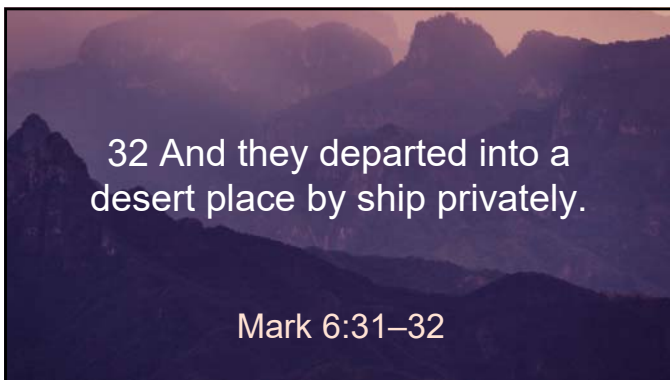 32 And they departed into a
desert place by ship privately.
Mark 6:31–32